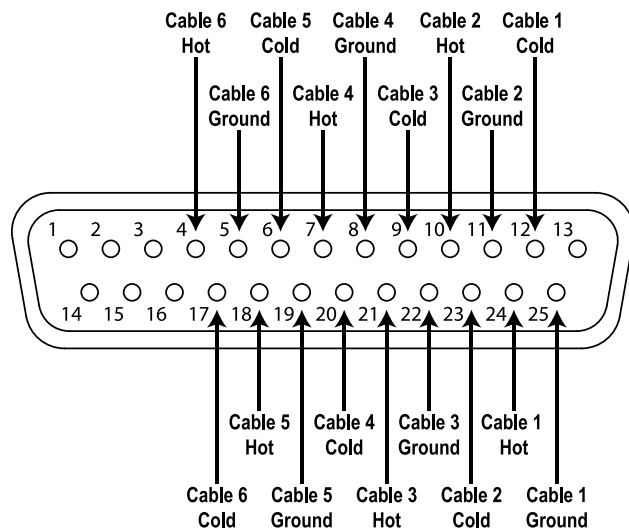 Cable 6 Cable 5 Cable 4 Cable 2 Cable 1
Hot Cold Ground Hot Cold
Cable 6 Cable 4 Cable 3 Cable 2
Ground Hot Cold Ground
1 2 3 4 5 6 7 8 9 10 11 12 13
14 15 16 17 18 19 20 21 22 23 24 25
Cable 5 Cable 4 Cable 3 Cable 1
Hot Cold Ground Hot
Cable 6 Cable 5 Cable 3 Cable 2 Cable 1
Cold Ground Hot Cold Ground